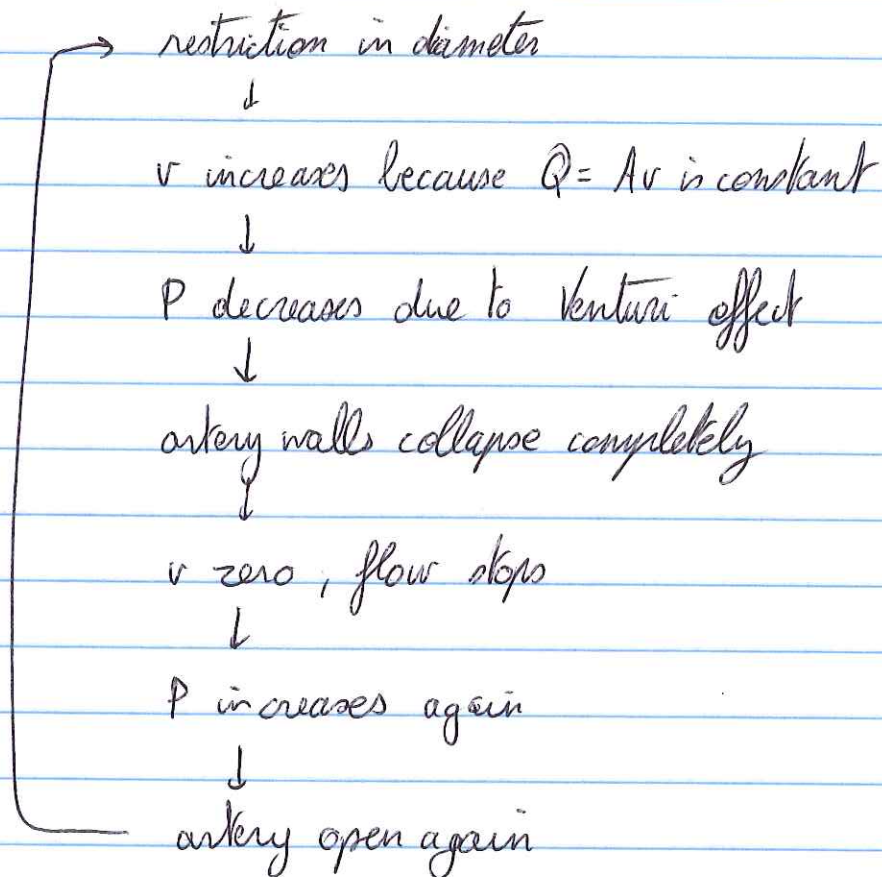 → restriction in diameter
↓
v increases because Q = Av is constant
↓
P decreases due to Venturi effect
↓
artery walls collapse completely
↓
v zero, flow stops
↓
P increases again
↓
artery open again